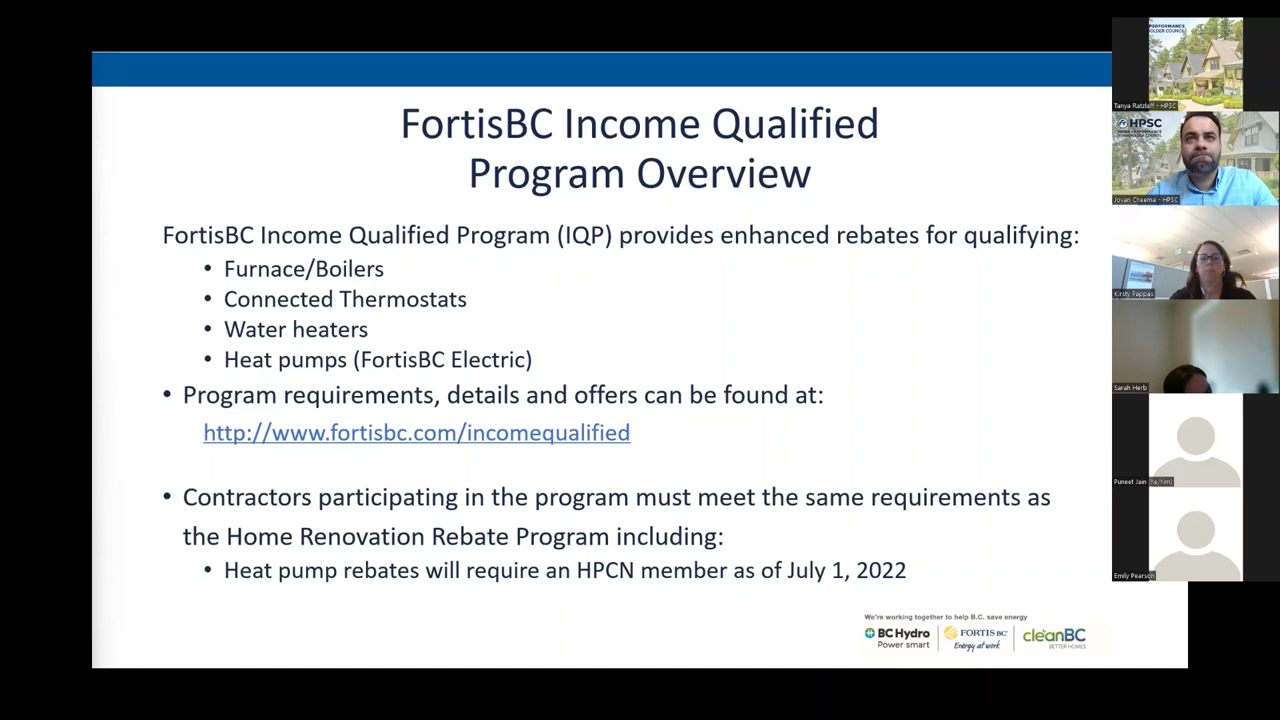 FortisBC Income Qualified
Program Overview
FortisBC Income Qualified Program (IQP) provides enhanced rebates for qualifying:
• Furnace/Boilers
• Connected Thermostats
• Water heaters
• Heat pumps (FortisBC Electric)
• Program requirements, details and offers can be found at:
http://www.fortisbc.com/incomequalified
• Contractors participating in the program must meet the same requirements as
the Home Renovation Rebate Program including:
• Heat pump rebates will require an HPCN member as of July 1, 2022
We're working together to help B.C. save energy
BC Hydro
Power smart
FORTIS BC
Energy at work
cleanBC
BETTER HOMES
PERFORMANCE
OLDER COUNCIL
Tanya Ratzlaff - HPSC
HPSC
Jovan Cheema - HPSC
Kirsty Pappas
Sarah Herb
Puneet Jain (he/him)
Emily Pearson